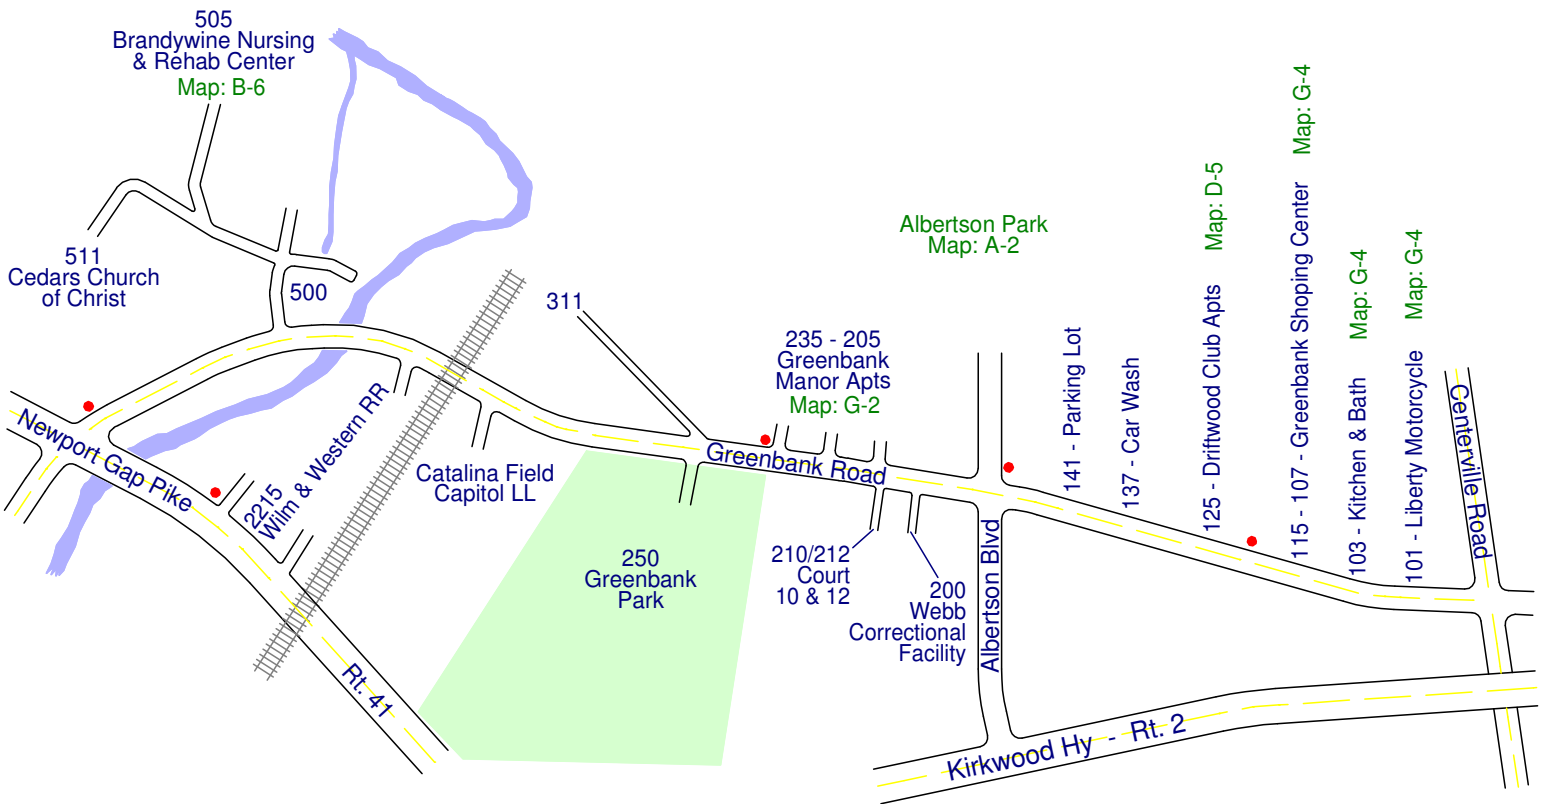 505
Brandywine Nursing
& Rehab Center
Map: B-6
511
Cedars Church
of Christ
500
311
235 - 205
Greenbank
Manor Apts
Map: G-2
Albertson Park
Map: A-2
141 - Parking Lot
137 - Car Wash
125 - Driftwood Club Apts Map: D-5
115 - 107 - Greenbank Shoping Center Map: G-4
103 - Kitchen & Bath Map: G-4
101 - Liberty Motorcycle Map: G-4
Centerville Road
Newport Gap Pike
2215
Wilm & Western RR
Catalina Field
Capitol LL
Greenbank Road
250
Greenbank
Park
210/212
Court
10 & 12
200
Webb
Correctional
Facility
Albertson Blvd
Rt. 41
Kirkwood Hy - Rt. 2